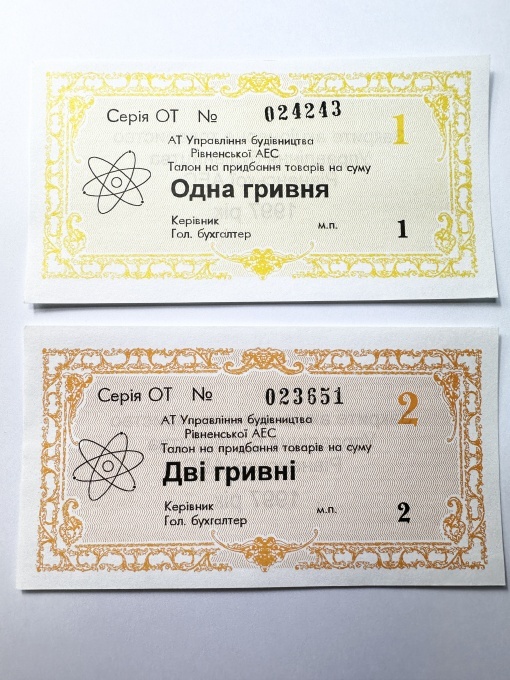 Серія ОТ № 024243
1
АТ Управління будівництва
Рівненської АЕС
Талон на придбання товарів на суму
Одна гривня
Керівник м.п. 1
Гол. бухгалтер
Серія ОТ № 023651
2
АТ Управління будівництва
Рівненської АЕС
Талон на придбання товарів на суму
Дві гривні
Керівник м.п. 2
Гол. бухгалтер